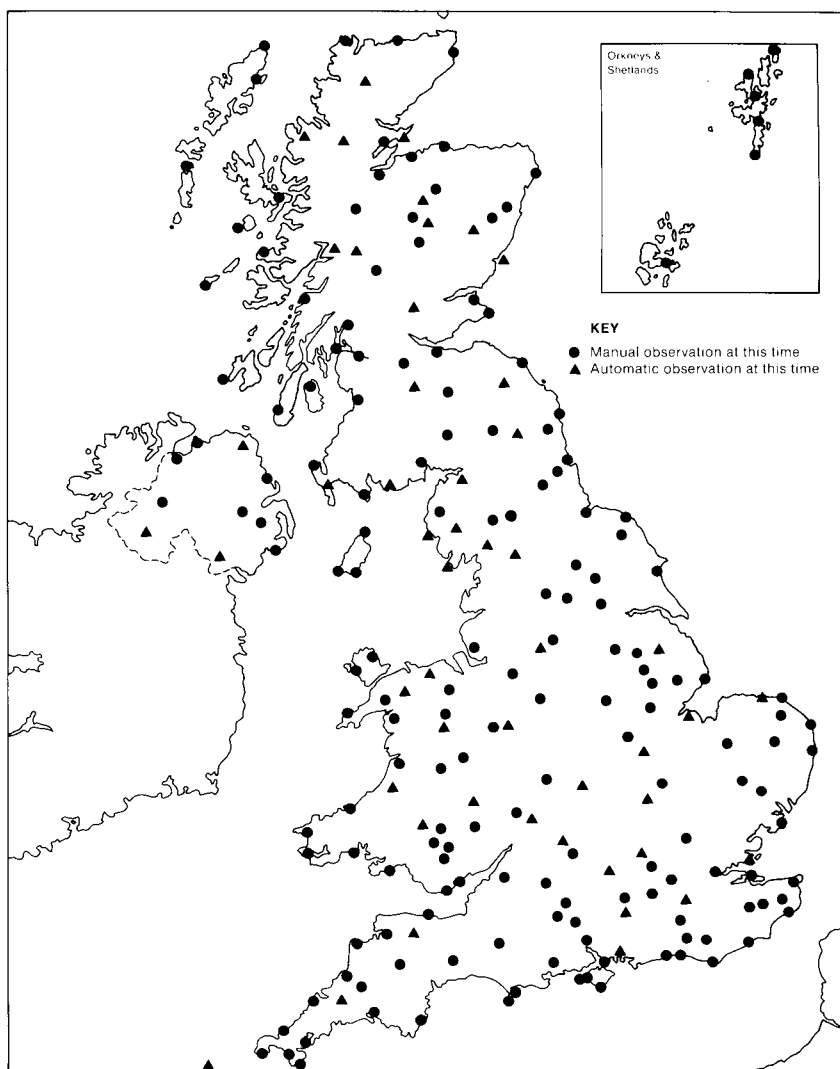 Orkneys &
Shetlands
KEY
Manual observation at this time
Automatic observation at this time